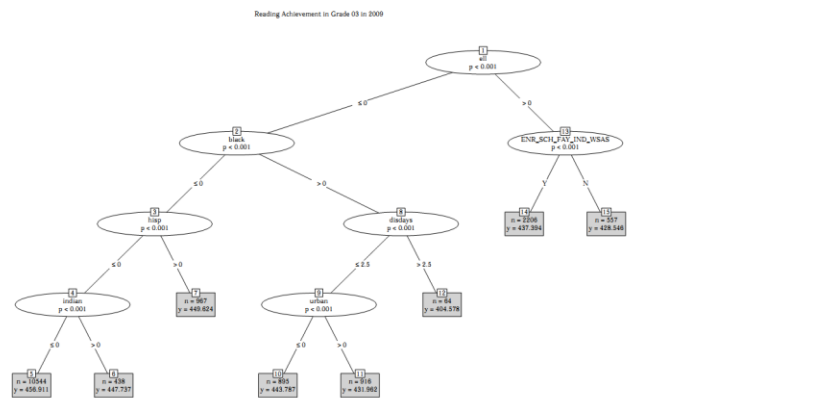 Reading Achievement in Grade 03 in 2009
1
ell
p < 0.001
≤ 0
> 0
2
black
p < 0.001
13
ENR_SCH_FAY_IND_WSAS
p < 0.001
≤ 0
> 0
Y
N
3
hisp
p < 0.001
8
disdays
p < 0.001
14
n = 2206
y = 437.394
15
n = 557
y = 428.546
≤ 0
> 0
≤ 2.5
> 2.5
4
indian
p < 0.001
7
n = 967
y = 449.624
9
urban
p < 0.001
12
n = 64
y = 404.578
≤ 0
> 0
≤ 0
> 0
5
n = 10344
y = 456.911
6
n = 438
y = 447.737
10
n = 895
y = 443.787
11
n = 916
y = 431.962